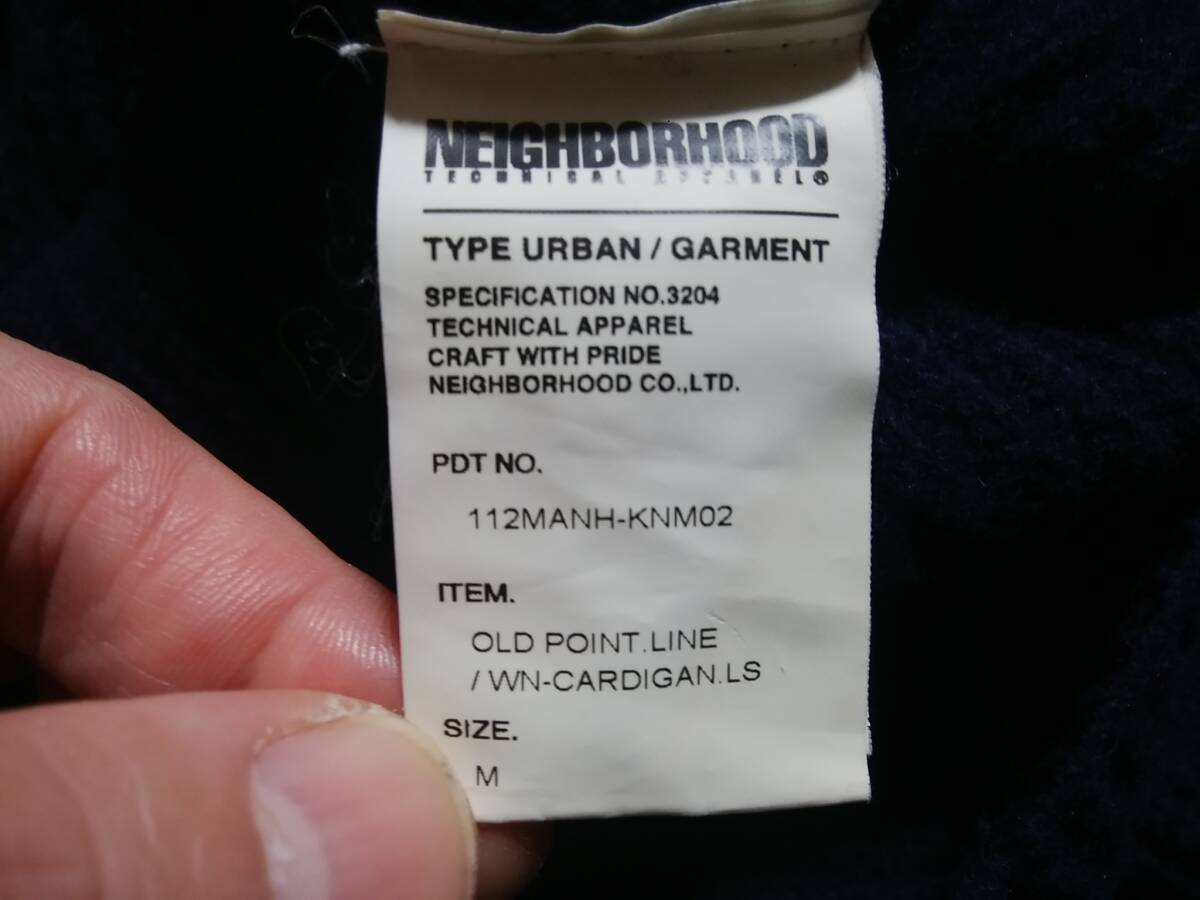 NEIGHBORHOOD
TECHNICAL APPAREL®
TYPE URBAN / GARMENT
SPECIFICATION NO.3204
TECHNICAL APPAREL
CRAFT WITH PRIDE
NEIGHBORHOOD CO.,LTD.
PDT NO.
112MANH-KNM02
ITEM.
OLD POINT.LINE
/WN-CARDIGAN.LS
SIZE.
M